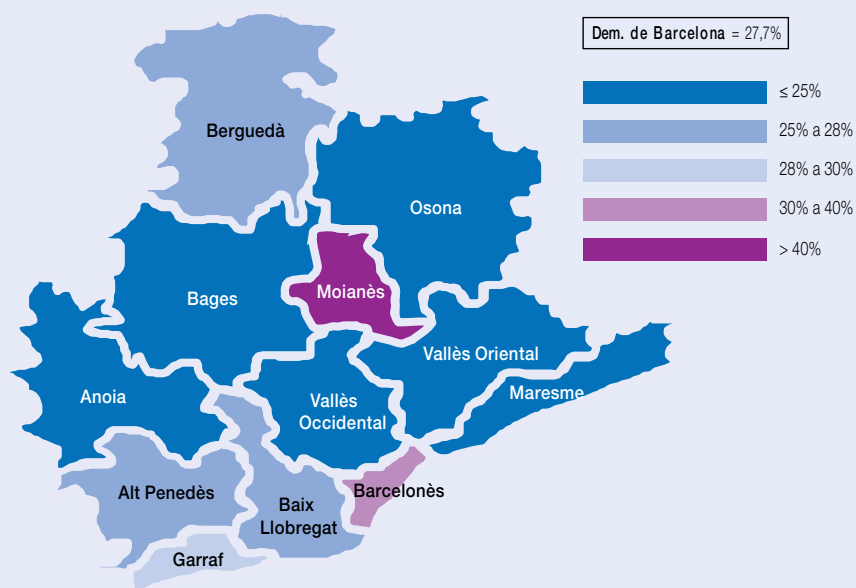 Dem. de Barcelona = 27,7%
≤ 25%
25% a 28%
28% a 30%
30% a 40%
> 40%
Berguedà
Osona
Bages
Moianès
Vallès Oriental
Anoia
Maresme
Vallès
Occidental
Alt Penedès
Barcelonès
Baix
Llobregat
Garraf